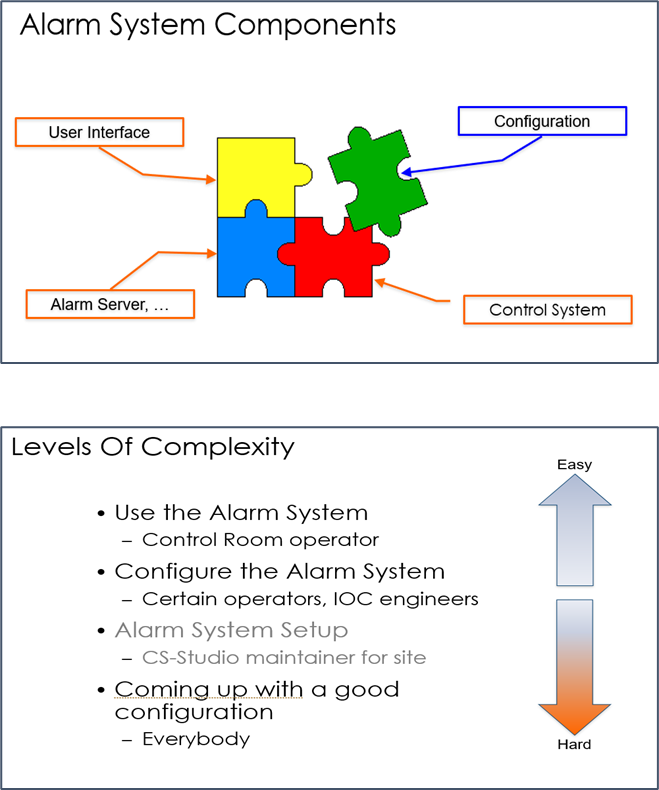 Alarm System Components
User Interface
Configuration
Alarm Server, …
Control System
Levels Of Complexity
Easy
• Use the Alarm System
– Control Room operator
• Configure the Alarm System
– Certain operators, IOC engineers
• Alarm System Setup
– CS-Studio maintainer for site
• Coming up with a good
configuration
– Everybody
Hard